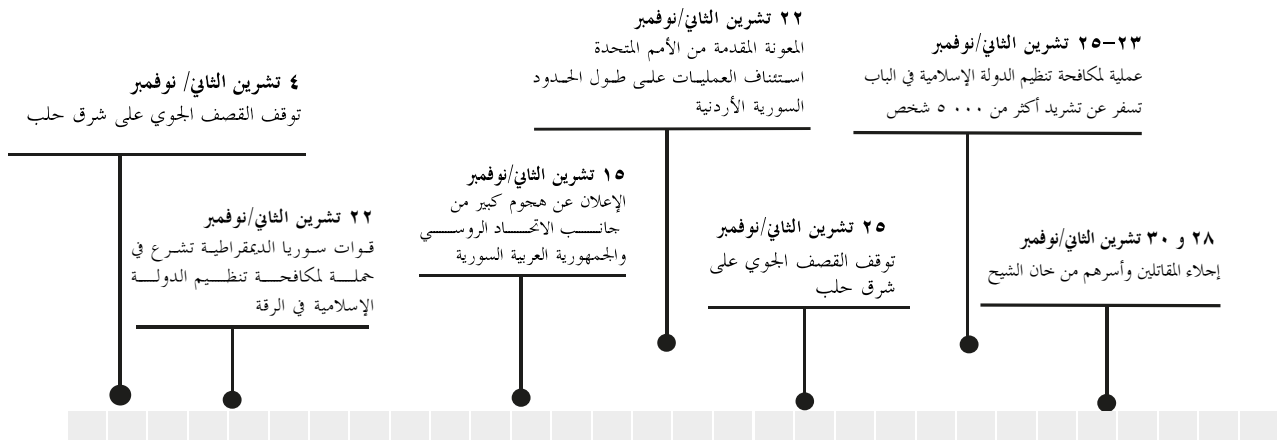 ٤ تشرين الثاني/ نوفمبر
توقف القصف الجوي على شرق حلب
٢٢ تشرين الثاني/نوفمبر
قوات سوريا الديمقراطية تشرع في
حملة لمكافحة تنظيم الدولة
الإسلامية في الرقة
١٥ تشرين الثاني/نوفمبر
الإعلان عن هجوم كبير من
جانب الاتحاد الروسي
والجمهورية العربية السورية
٢٢ تشرين الثاني/نوفمبر
المعونة المقدمة من الأمم المتحدة
استئناف العمليات على طول الحدود
السورية الأردنية
٢٥ تشرين الثاني/نوفمبر
توقف القصف الجوي على
شرق حلب
٢٣–٢٥ تشرين الثاني/نوفمبر
عملية لمكافحة تنظيم الدولة الإسلامية في الباب
تسفر عن تشريد أكثر من ٥ ٠٠٠ شخص
٢٨ و ٣٠ تشرين الثاني/نوفمبر
إجلاء المقاتلين وأسرهم من خان الشيح